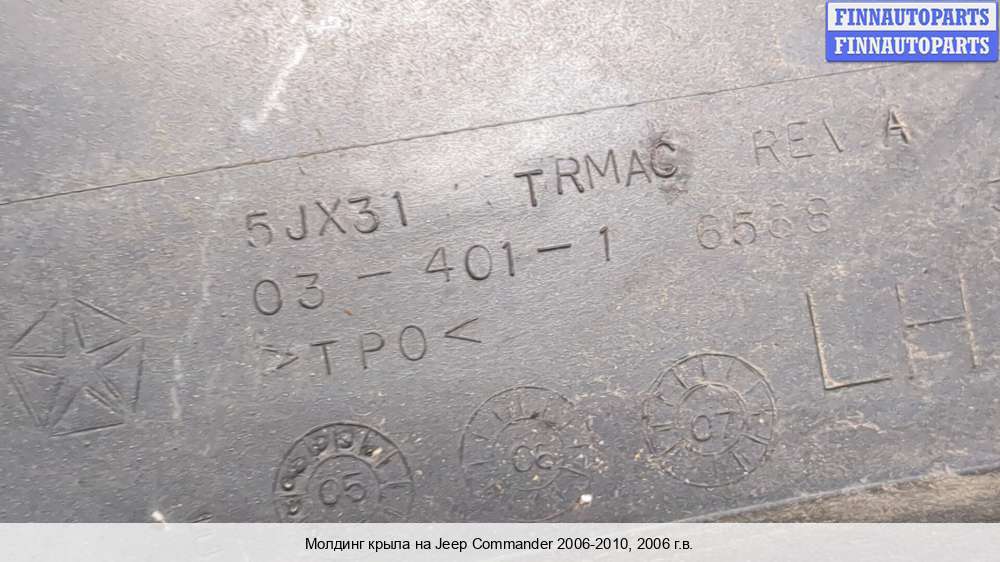 FINNAUTOPARTS
FINNAUTOPARTS
5JX31 TRMAC REV A
03-401-1 6558
>TPO<
LH
05 06 07
Молдинг крыла на Jeep Commander 2006-2010, 2006 г.в.